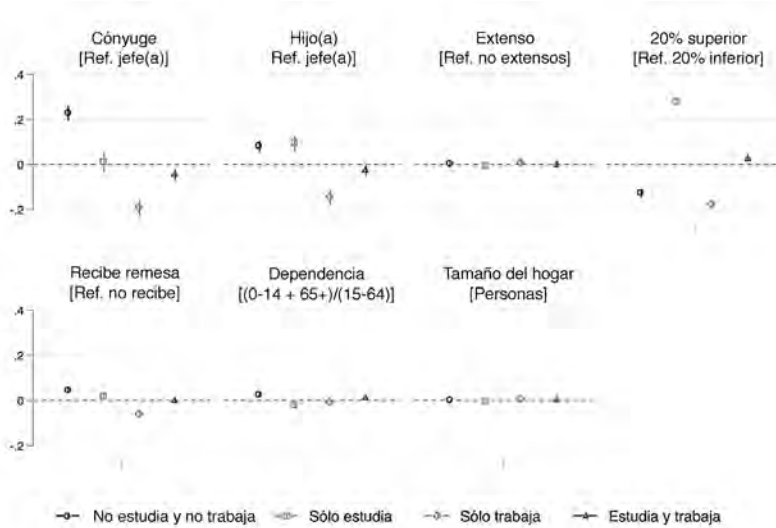 Cónyuge
[Ref. jefe(a)]
Hijo(a)
Ref. jefe(a)]
Extenso
[Ref. no extensos]
20% superior
[Ref. 20% inferior]
.4
.2
0
-.2
Recibe remesa
[Ref. no recibe]
Dependencia
[(0-14 + 65+)/(15-64)]
Tamaño del hogar
[Personas]
.4
.2
0
-.2
No estudia y no trabaja
Sólo estudia
Sólo trabaja
Estudia y trabaja